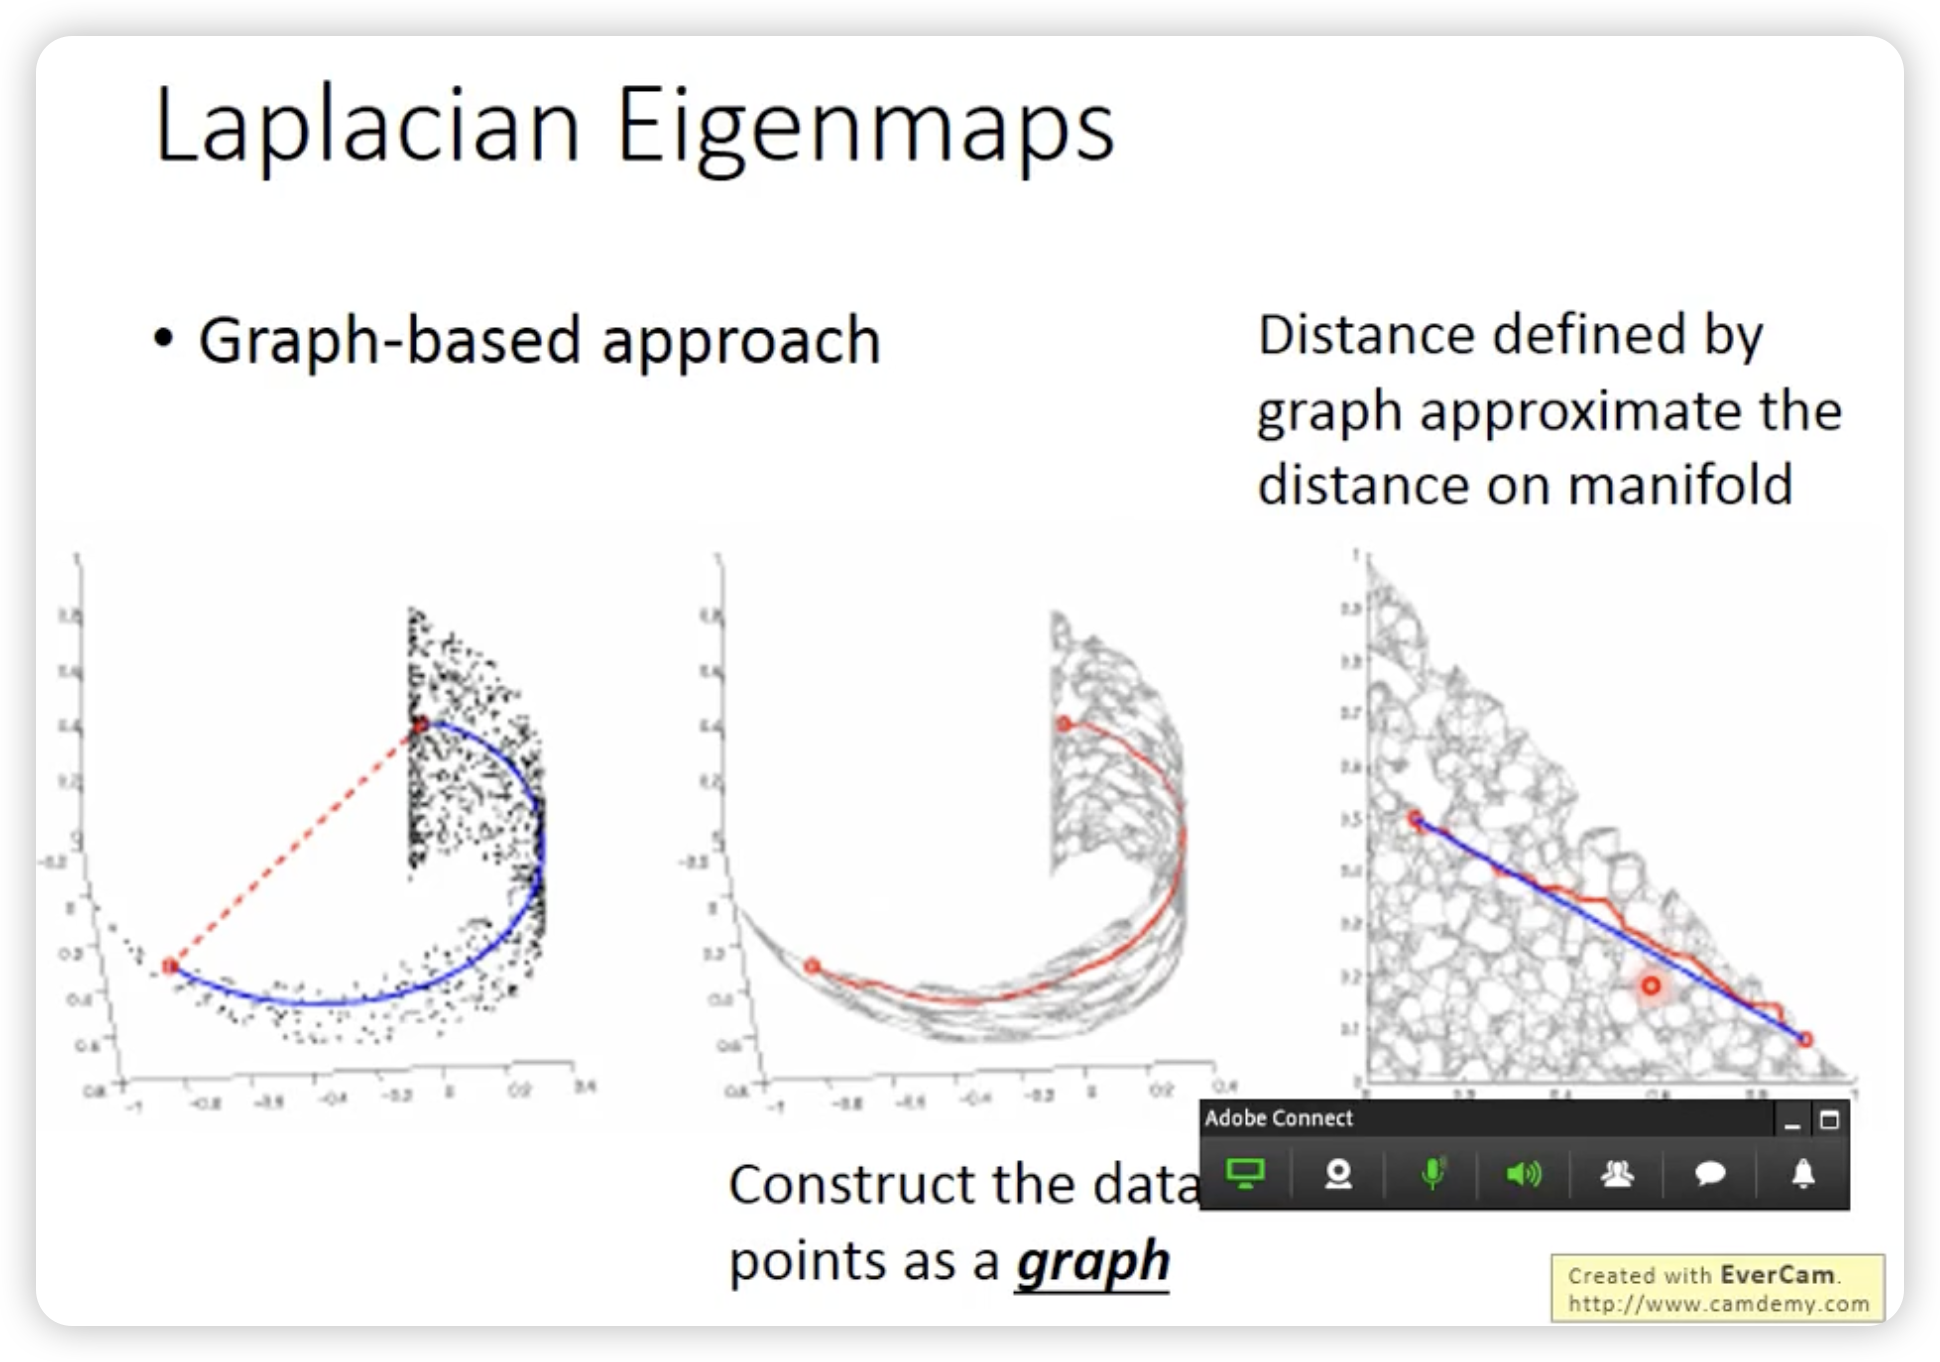 Laplacian Eigenmaps
• Graph-based approach
Distance defined by
graph approximate the
distance on manifold
Construct the data
points as a graph
Adobe Connect
Created with EverCam.
http://www.camdemy.com